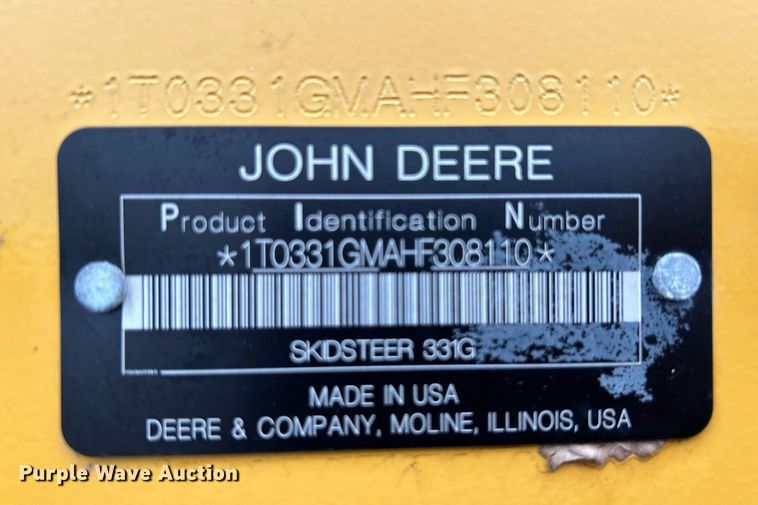 *1T0331GMAHF308110*
JOHN DEERE
Product Identification Number
*1T0331GMAHF308110*
SKIDSTEER 331G
MADE IN USA
DEERE & COMPANY, MOLINE, ILLINOIS, USA
Purple Wave Auction